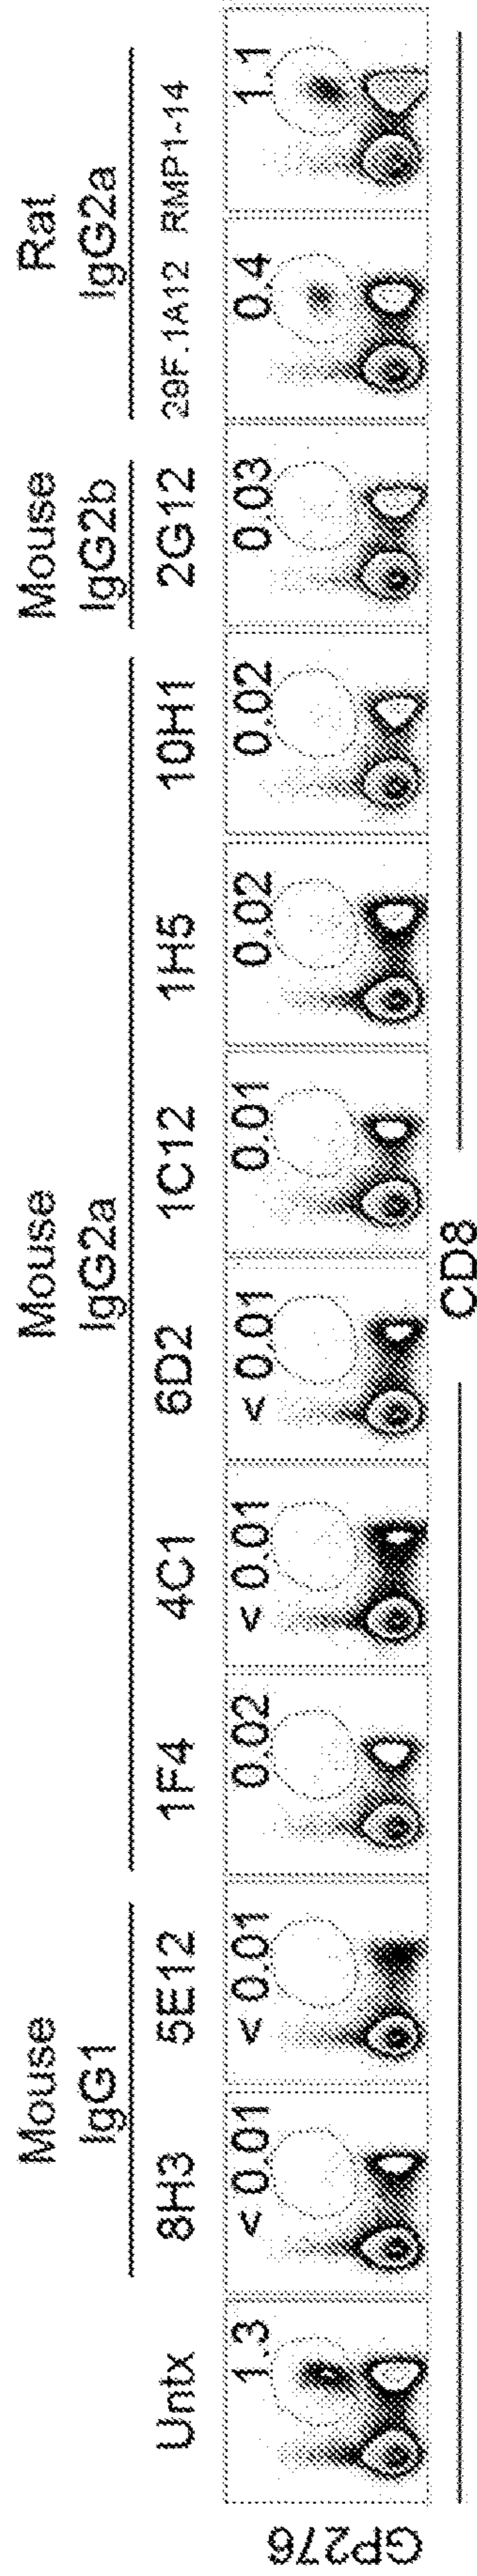 Mouse Mouse Mouse Rat
IgG1 IgG2a IgG2b IgG2a
Untx 8H3 5E12 1F4 4C1 6D2 1C12 1H5 10H1 2G12 29F.1A12 RMP1-14
1.3 < 0.01 < 0.01 0.02 < 0.01 < 0.01 0.01 0.02 0.02 0.03 0.4 1.1
GP276
CD8